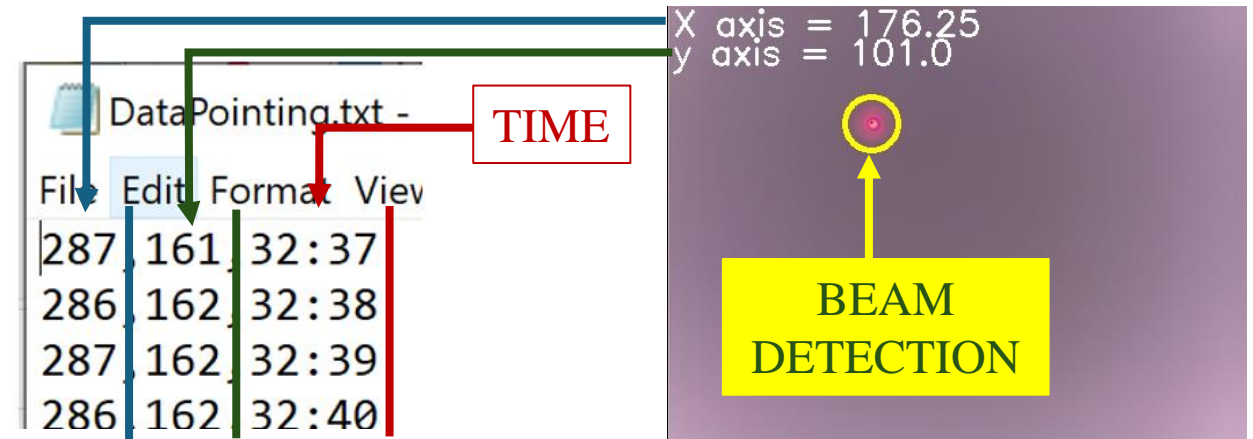 X axis = 176.25
y axis = 101.0
DataPointing.txt -
TIME
File Edit Format View
287,161,32:37
286,162,32:38
287,162,32:39
286,162,32:40
BEAM
DETECTION